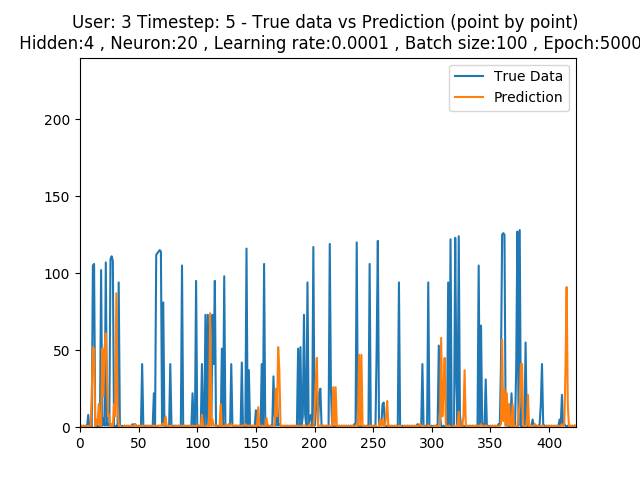 User: 3 Timestep: 5 - True data vs Prediction (point by point)
Hidden:4 , Neuron:20 , Learning rate:0.0001 , Batch size:100 , Epoch:5000
True Data
Prediction
200
150
100
50
0
0 50 100 150 200 250 300 350 400